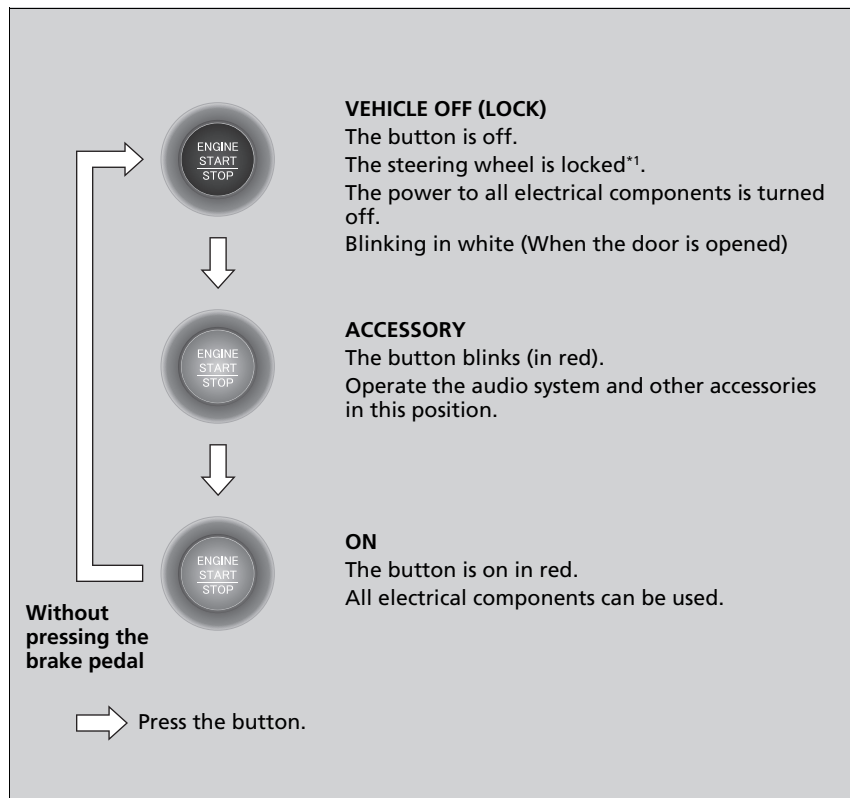 ENGINE
START
STOP
VEHICLE OFF (LOCK)
The button is off.
The steering wheel is locked*1.
The power to all electrical components is turned
off.
Blinking in white (When the door is opened)
ENGINE
START
STOP
ACCESSORY
The button blinks (in red).
Operate the audio system and other accessories
in this position.
ENGINE
START
STOP
ON
The button is on in red.
All electrical components can be used.
Without
pressing the
brake pedal
Press the button.